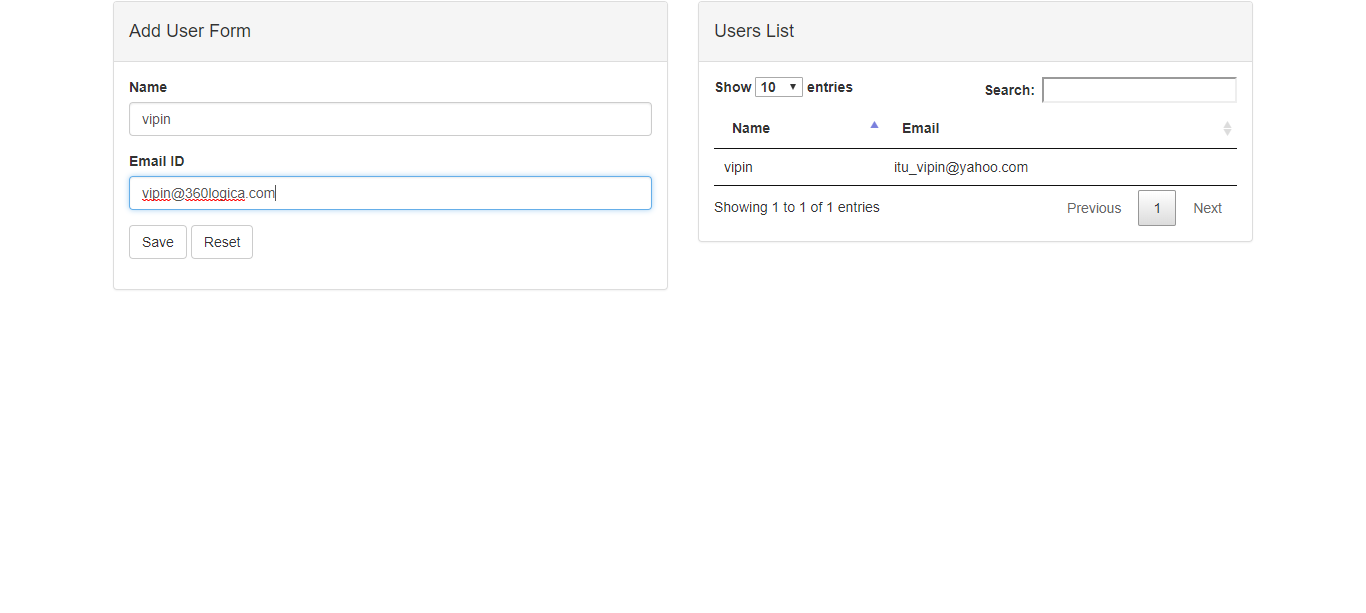 Add User Form
Name
vipin
Email ID
vipin@360logica.com
Save Reset
Users List
Show 10 entries Search:
Name Email
vipin itu_vipin@yahoo.com
Showing 1 to 1 of 1 entries Previous 1 Next